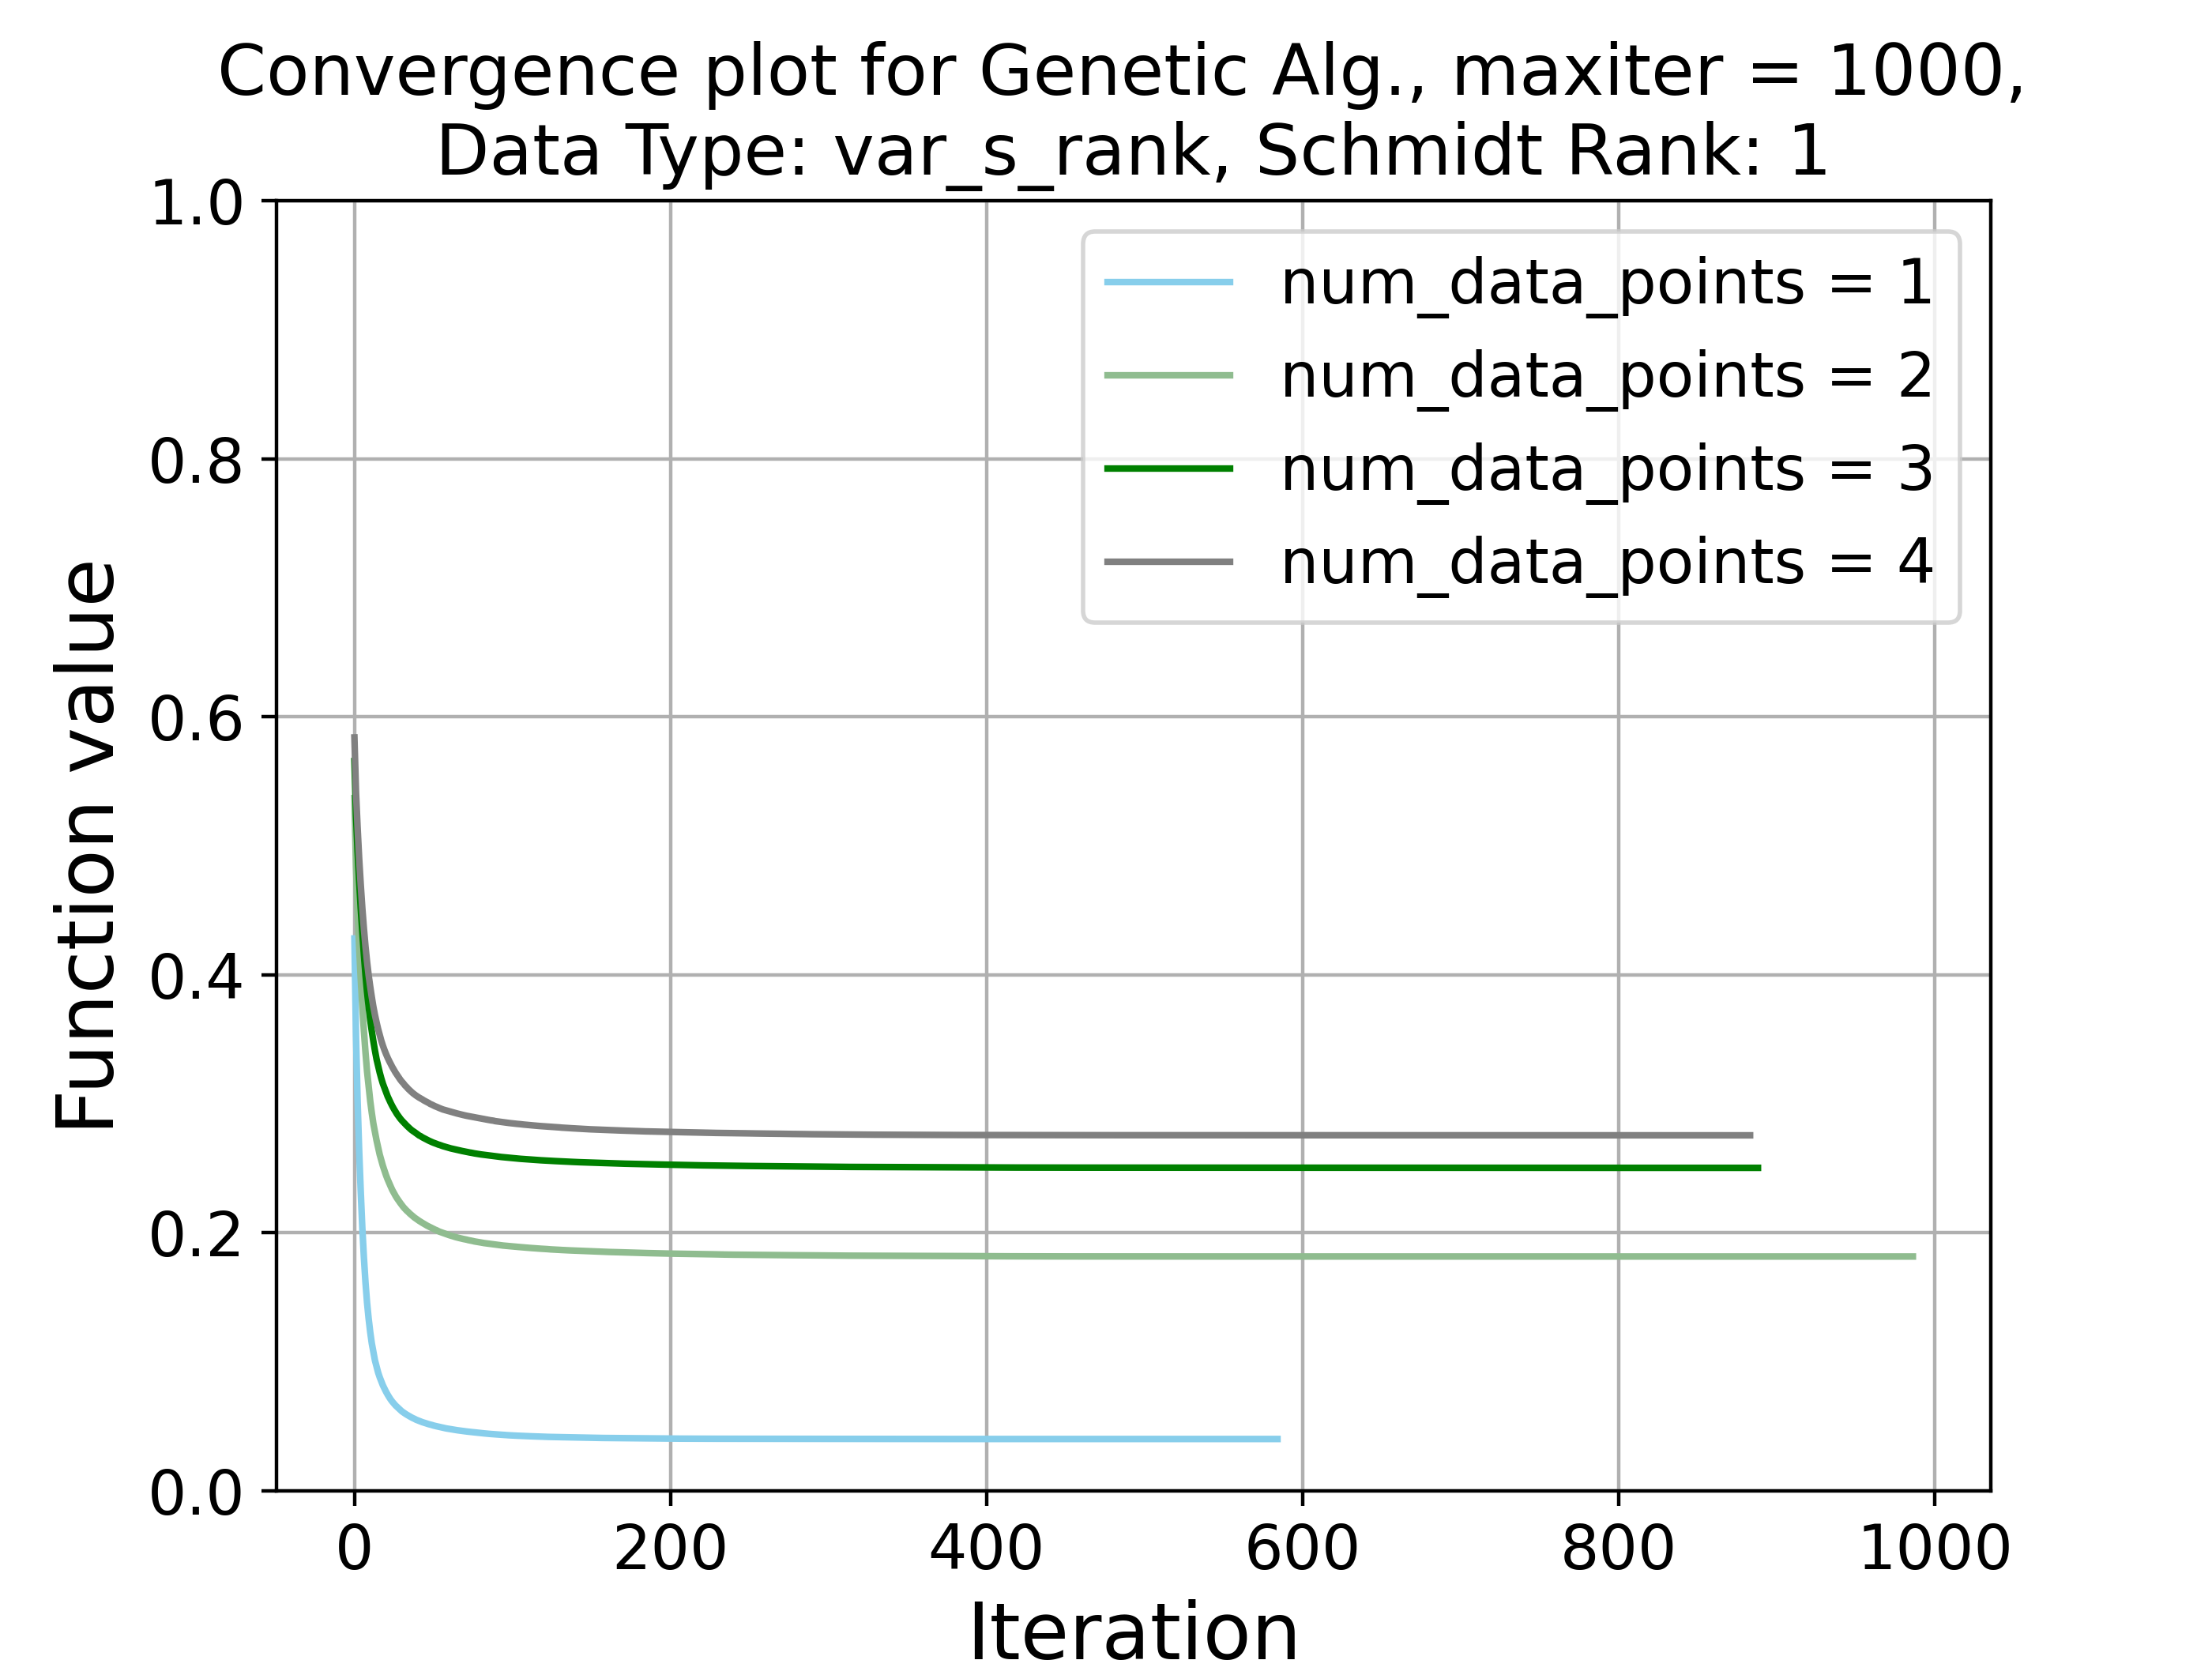 Convergence plot for Genetic Alg., maxiter = 1000,
Data Type: var_s_rank, Schmidt Rank: 1
1.0
0.8
0.6
0.4
0.2
0.0
Function value
num_data_points = 1
num_data_points = 2
num_data_points = 3
num_data_points = 4
0 200 400 600 800 1000
Iteration